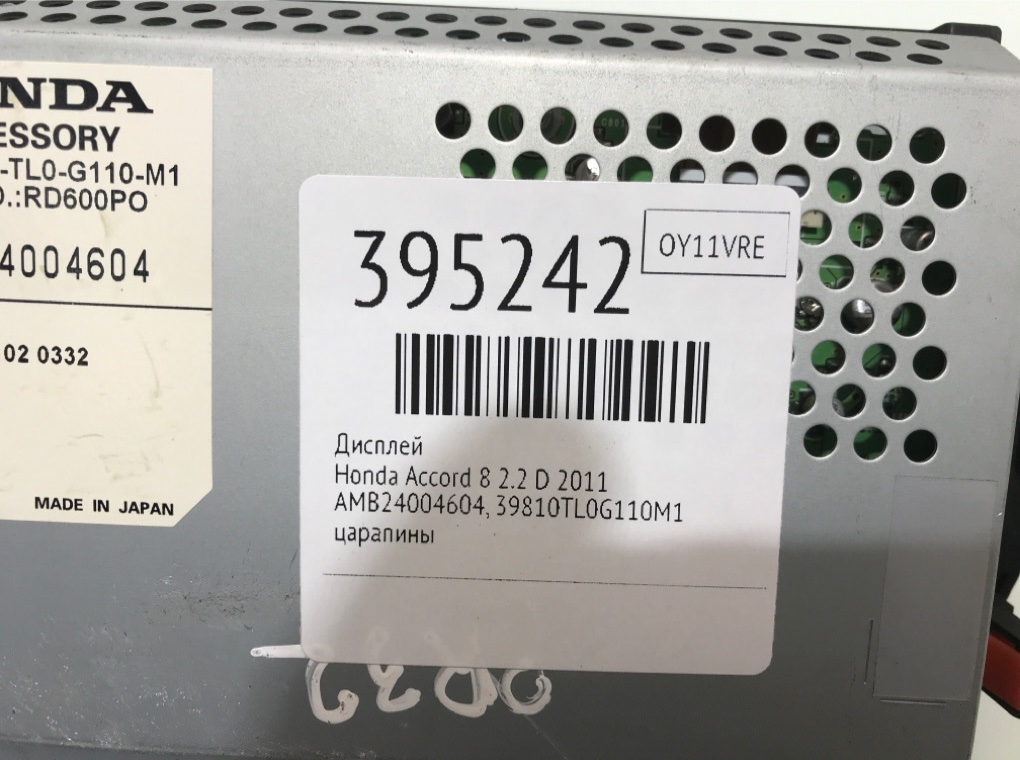 NDA
ESSORY
-TL0-G110-M1
.:RD600PO
4004604
02 0332
MADE IN JAPAN
395242
OY11VRE
Дисплей
Honda Accord 8 2.2 D 2011
AMB24004604, 39810TL0G110M1
царапины